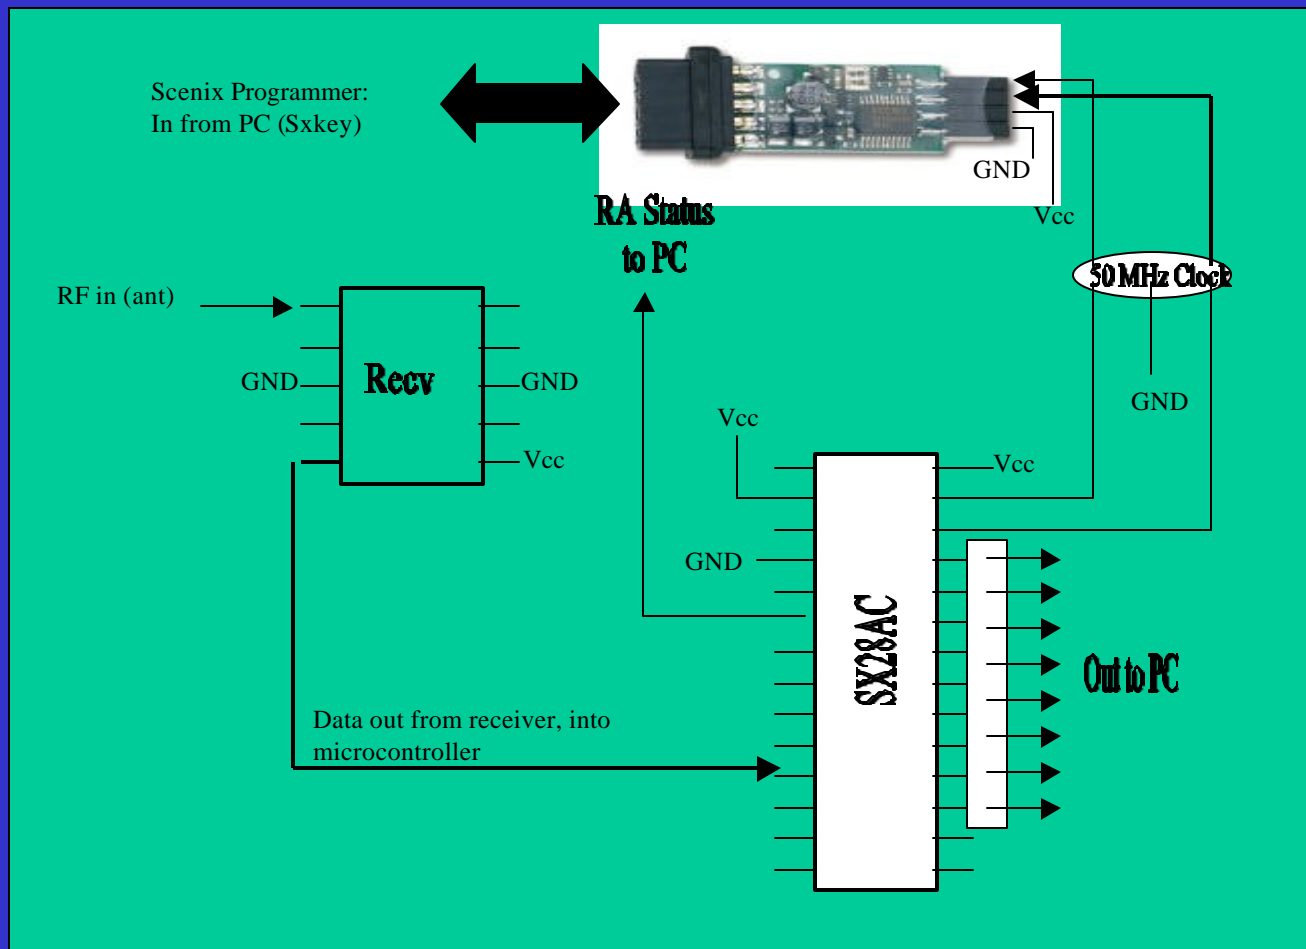 Scenix Programmer:
In from PC (Sxkey)
GND
Vcc
RA Status
to PC
50 MHz Clock
RF in (ant)
GND
Recv
GND
GND
Vcc
Vcc
Vcc
GND
SX28AC
Out to PC
Data out from receiver, into
microcontroller